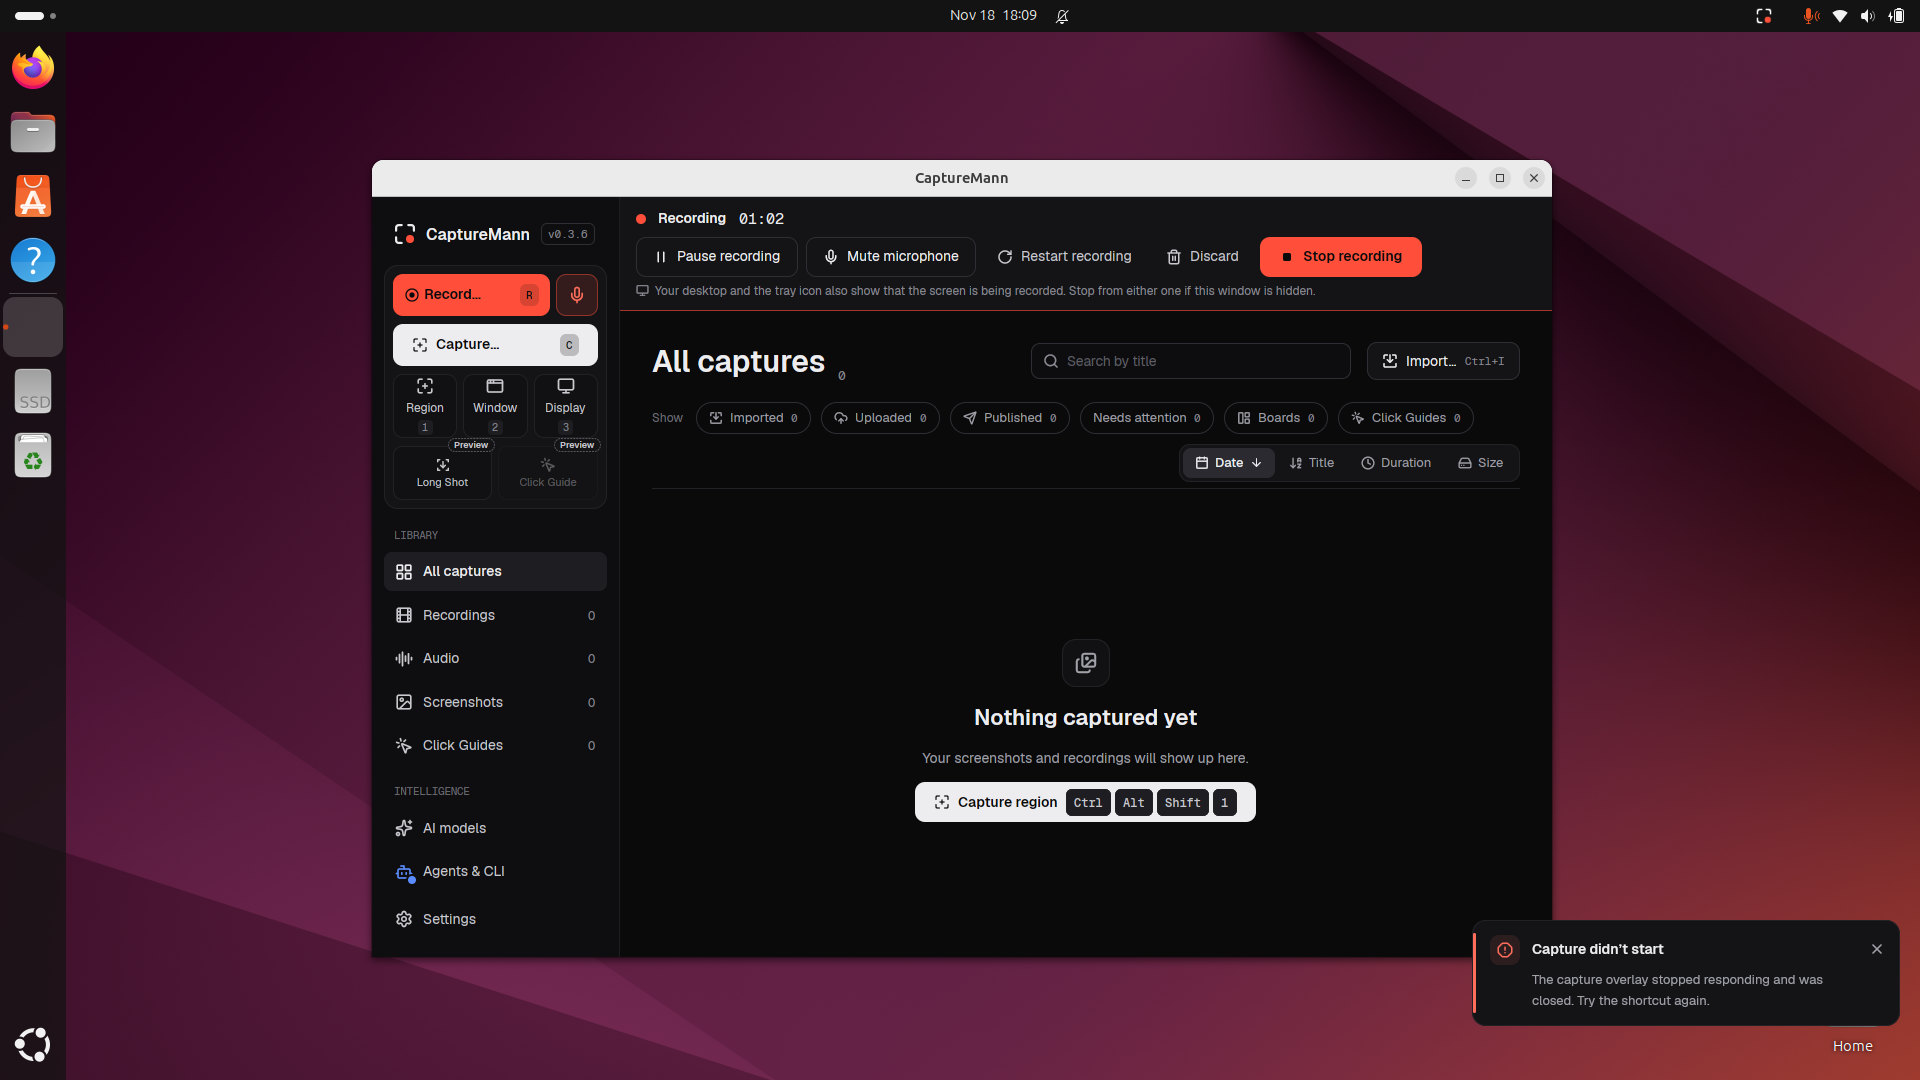 Nov 18 18:09
CaptureMann
CaptureMann v0.3.6
Record... R
Capture... C
Region
1
Window
2
Display
3
Preview
Long Shot
Preview
Click Guide
LIBRARY
All captures
Recordings 0
Audio 0
Screenshots 0
Click Guides 0
INTELLIGENCE
AI models
Agents & CLI
Settings
Recording 01:02
Pause recording
Mute microphone
Restart recording
Discard
Stop recording
Your desktop and the tray icon also show that the screen is being recorded. Stop from either one if this window is hidden.
All captures 0
Search by title
Import... Ctrl+I
Show
Imported 0
Uploaded 0
Published 0
Needs attention 0
Boards 0
Click Guides 0
Date
Title
Duration
Size
Nothing captured yet
Your screenshots and recordings will show up here.
Capture region Ctrl Alt Shift 1
Capture didn't start
The capture overlay stopped responding and was
closed. Try the shortcut again.
Home
SSD